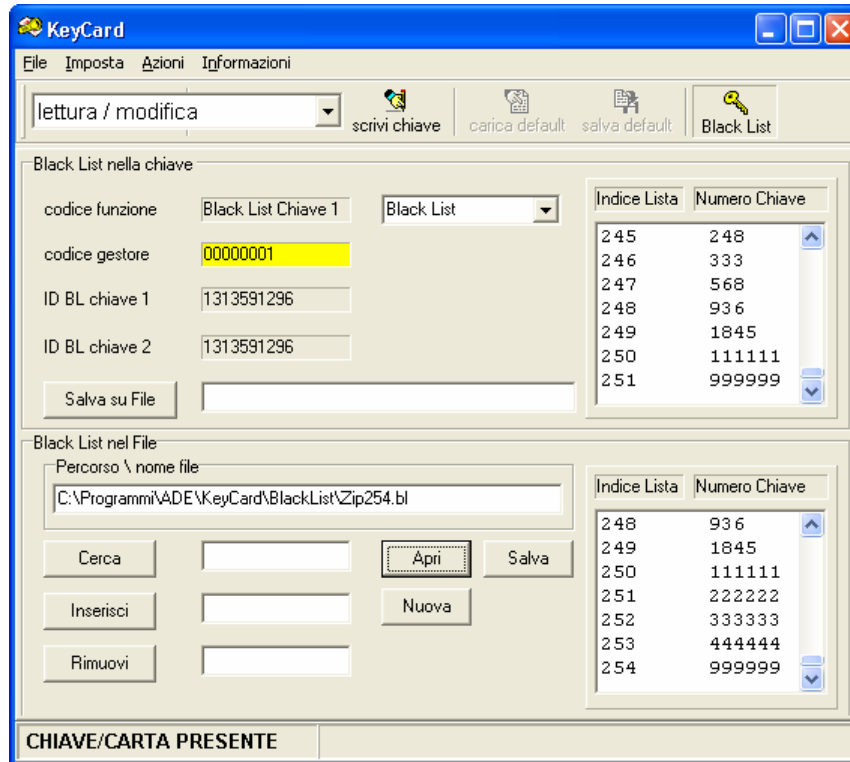 KeyCard
File Imposta Azioni Informazioni
lettura / modifica scrivi chiave carica default salva default Black List
Black List nella chiave
codice funzione Black List Chiave 1 Black List
codice gestore 00000001
ID BL chiave 1 1313591296
ID BL chiave 2 1313591296
Salva su File
Indice Lista Numero Chiave
245 248
246 333
247 568
248 936
249 1845
250 111111
251 999999
Black List nel File
Percorso \ nome file
C:\Programmi\ADE\KeyCard\BlackList\Zip254.bl
Cerca Apri Salva
Inserisci Nuova
Rimuovi
Indice Lista Numero Chiave
248 936
249 1845
250 111111
251 222222
252 333333
253 444444
254 999999
CHIAVE/CARTA PRESENTE